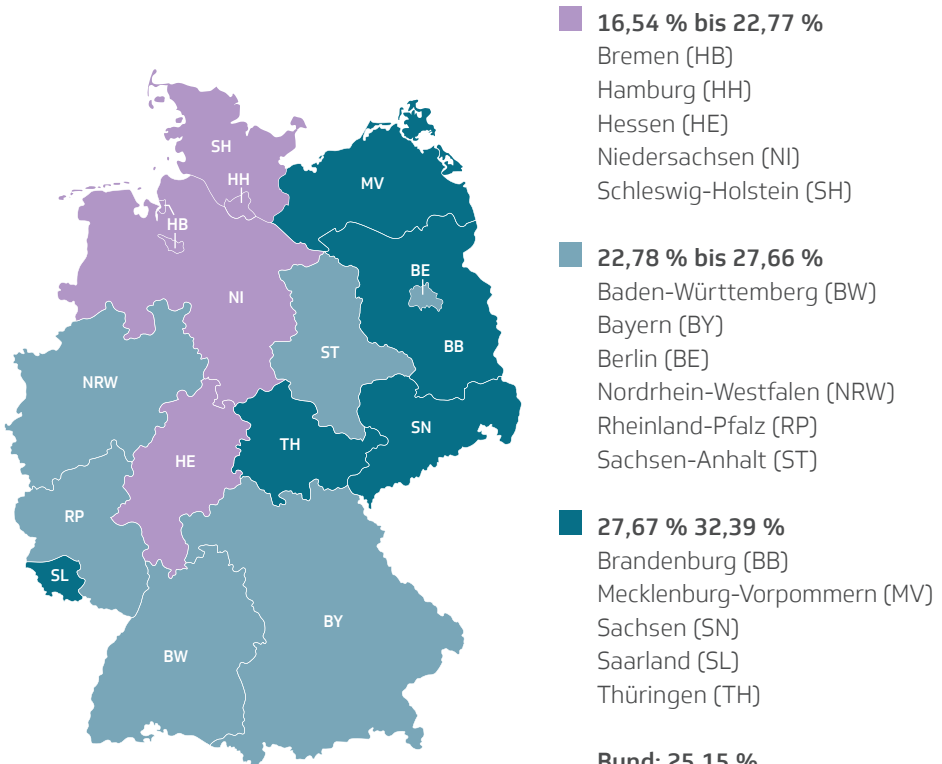 SH
HH
MV
HB
BE
NI
ST
BB
NRW
SN
TH
HE
RP
SL
BY
BW
16,54 % bis 22,77 %
Bremen (HB)
Hamburg (HH)
Hessen (HE)
Niedersachsen (NI)
Schleswig-Holstein (SH)
22,78 % bis 27,66 %
Baden-Württemberg (BW)
Bayern (BY)
Berlin (BE)
Nordrhein-Westfalen (NRW)
Rheinland-Pfalz (RP)
Sachsen-Anhalt (ST)
27,67 % 32,39 %
Brandenburg (BB)
Mecklenburg-Vorpommern (MV)
Sachsen (SN)
Saarland (SL)
Thüringen (TH)
Bund: 25,15 %